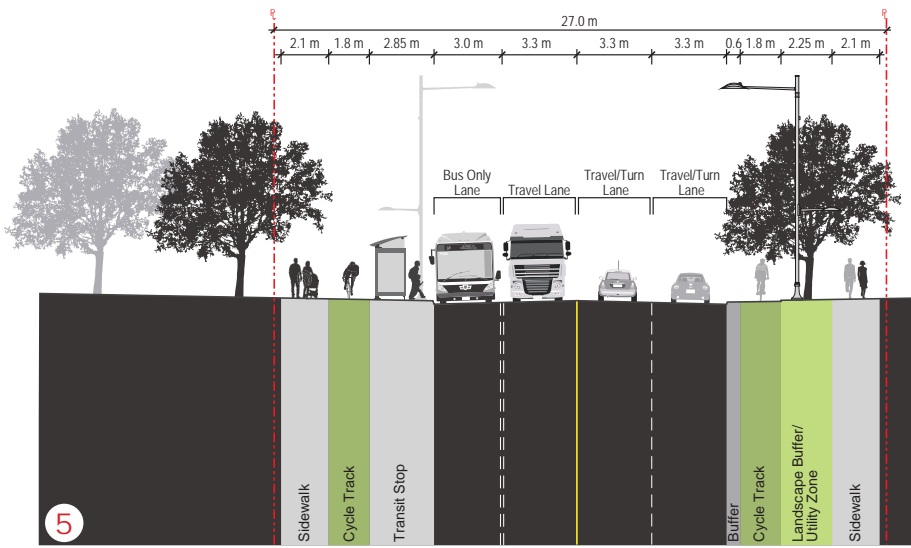 PL
PL
27.0 m
2.1 m 1.8 m 2.85 m 3.0 m 3.3 m 3.3 m 3.3 m 0.6 1.8 m 2.25 m 2.1 m
Bus Only
Lane
Travel Lane
Travel/Turn
Lane
Travel/Turn
Lane
Sidewalk
Cycle Track
Transit Stop
Buffer
Cycle Track
Landscape Buffer/
Utility Zone
Sidewalk
5